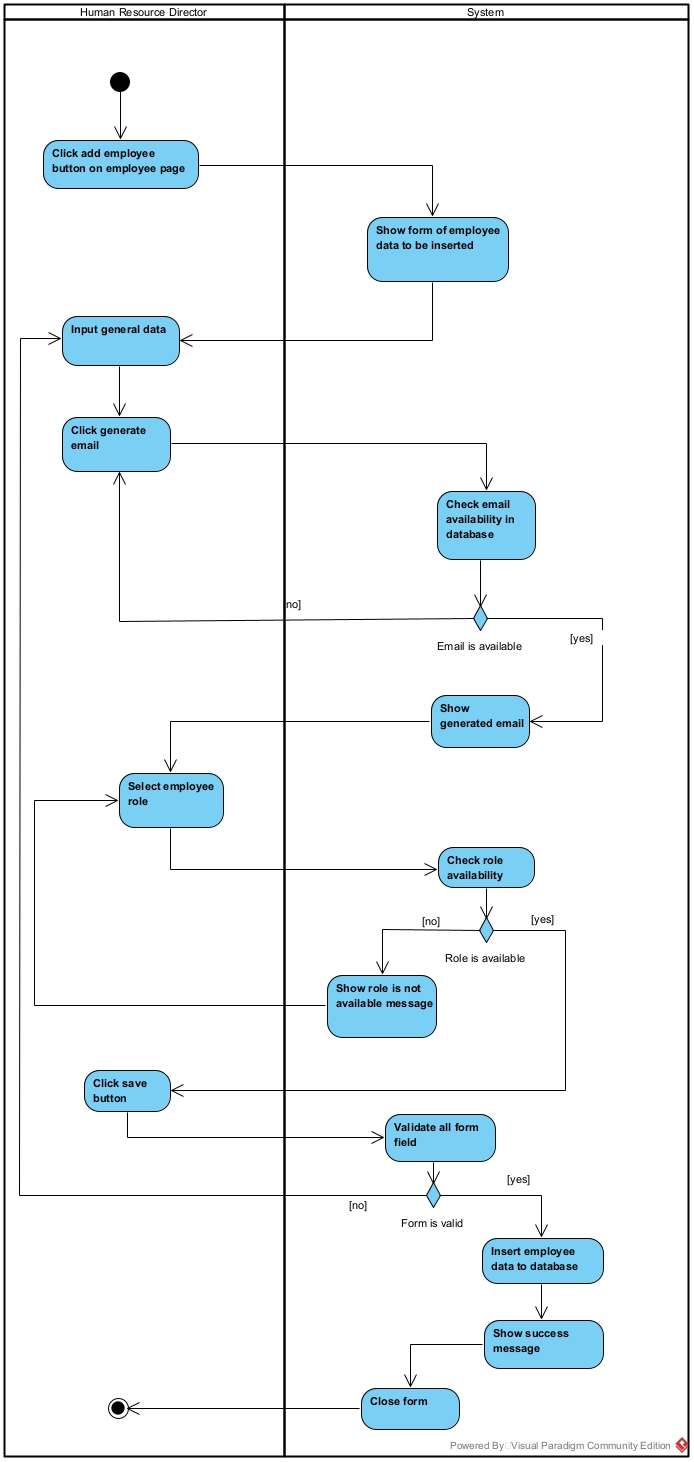 Human Resource Director
System
Click add employee
button on employee page
Show form of employee
data to be inserted
Input general data
Click generate
email
Check email
availability in
database
[no]
Email is available
[yes]
Show
generated email
Select employee
role
Check role
availability
[no]
[yes]
Role is available
Show role is not
available message
Click save
button
Validate all form
field
[no]
[yes]
Form is valid
Insert employee
data to database
Show success
message
Close form
Powered By Visual Paradigm Community Edition